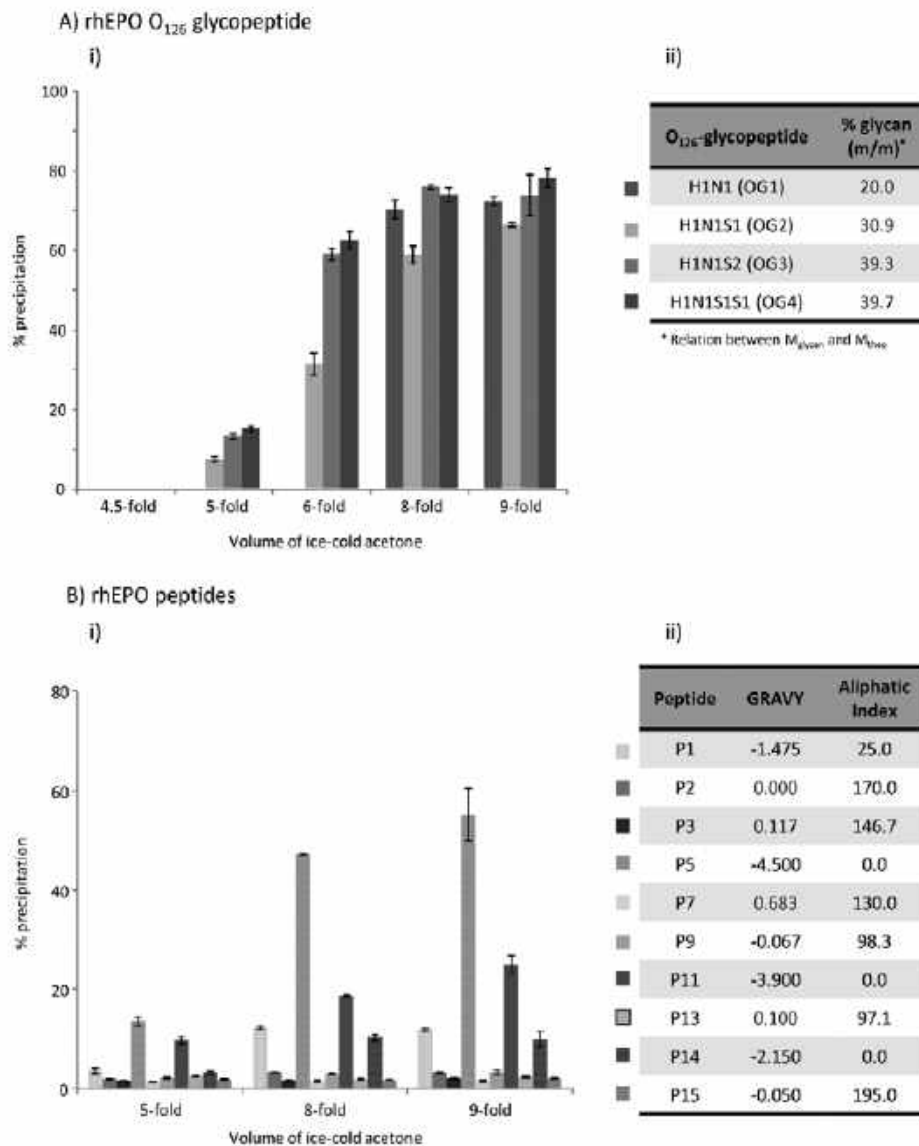 A) rhEPO O126 glycopeptide
i)
ii)
100
80
60
40
20
0
% precipitation
4.5-fold 5-fold 6-fold 8-fold 9-fold
Volume of ice-cold acetone
O126-glycopeptide % glycan (m/m)*
H1N1 (OG1) 20.0
H1N1S1 (OG2) 30.9
H1N1S2 (OG3) 39.3
H1N1S1S1 (OG4) 39.7
* Relation between Mglycan and Mtheo
B) rhEPO peptides
i)
ii)
80
60
40
20
0
% precipitation
5-fold 8-fold 9-fold
Volume of ice-cold acetone
Peptide GRAVY Aliphatic Index
P1 -1.475 25.0
P2 0.000 170.0
P3 0.117 146.7
P5 -4.500 0.0
P7 0.683 130.0
P9 -0.067 98.3
P11 -3.900 0.0
P13 0.100 97.1
P14 -2.150 0.0
P15 -0.050 195.0